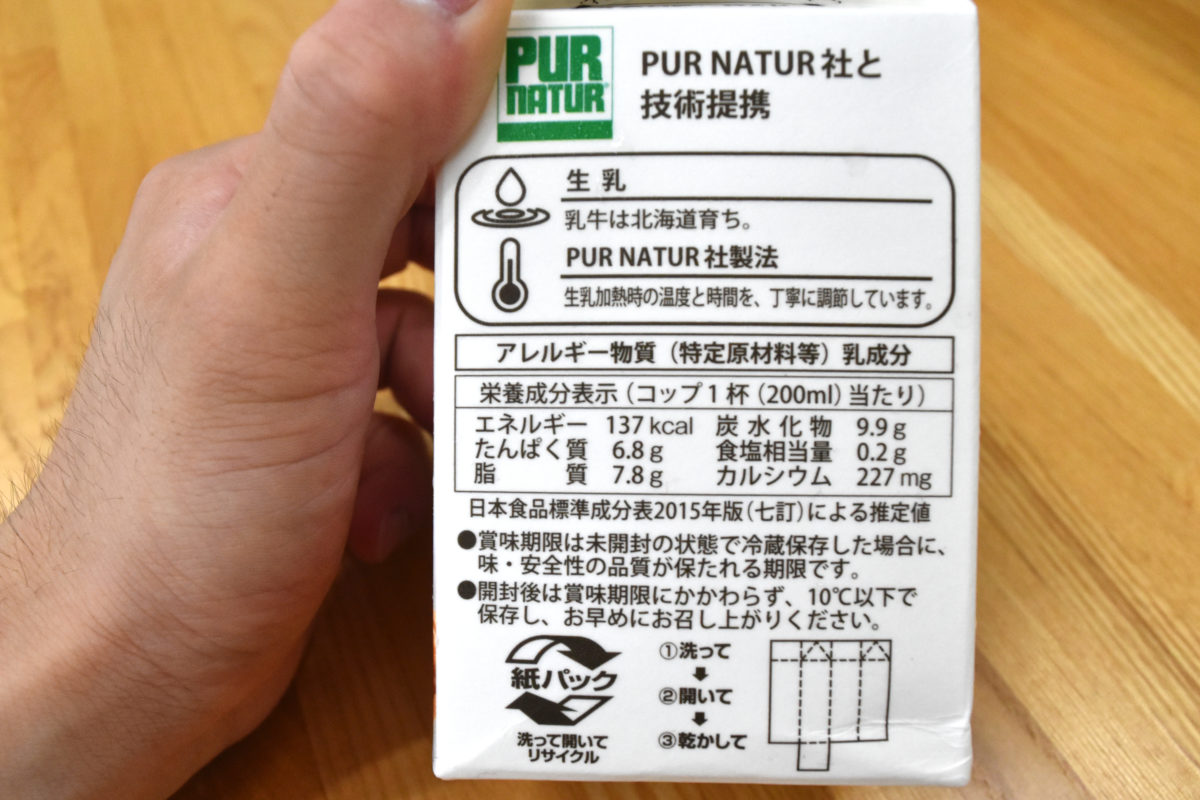 PUR
NATUR
PUR NATUR 社と
技術提携
生乳
乳牛は北海道育ち。
PUR NATUR 社製法
生乳加熱時の温度と時間を、丁寧に調節しています。
アレルギー物質（特定原材料等）乳成分
栄養成分表示（コップ1杯（200ml）当たり）
エネルギー 137 kcal 炭水化物 9.9 g
たんぱく質 6.8 g 食塩相当量 0.2 g
脂質 7.8 g カルシウム 227 mg
日本食品標準成分表2015年版（七訂）による推定値
●賞味期限は未開封の状態で冷蔵保存した場合に、
味・安全性の品質が保たれる期限です。
●開封後は賞味期限にかかわらず、10℃以下で
保存し、お早めにお召し上がりください。
紙パック
洗って開いて
リサイクル
①洗って
②開いて
③乾かして